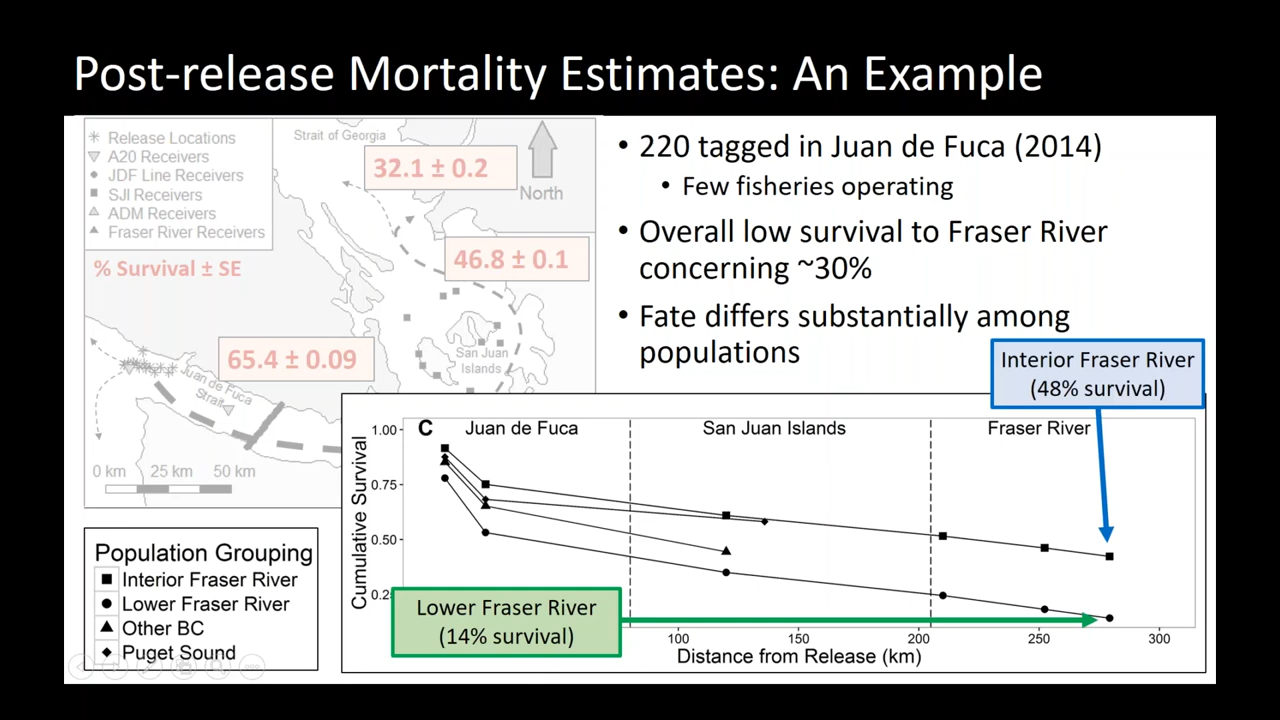 Post-release Mortality Estimates: An Example
Release Locations
A20 Receivers
JDF Line Receivers
SJI Receivers
ADM Receivers
Fraser River Receivers
% Survival ± SE
Strait of Georgia
32.1 ± 0.2
North
46.8 ± 0.1
65.4 ± 0.09
San Juan
Islands
Juan de Fuca
Strait
0 km 25 km 50 km
• 220 tagged in Juan de Fuca (2014)
• Few fisheries operating
• Overall low survival to Fraser River
concerning ~30%
• Fate differs substantially among
populations
Interior Fraser River
(48% survival)
C
Juan de Fuca
San Juan Islands
Fraser River
Cumulative Survival
1.00
0.75
0.50
0.2
Lower Fraser River
(14% survival)
100 150 200 250 300
Distance from Release (km)
Population Grouping
Interior Fraser River
Lower Fraser River
Other BC
Puget Sound